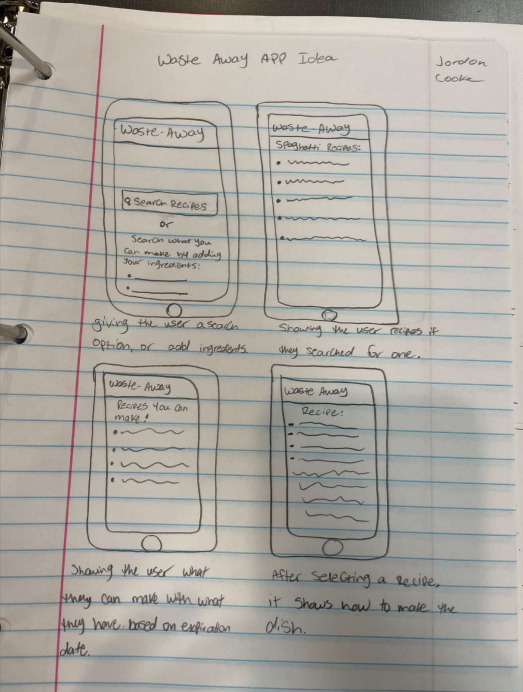 Waste Away APP Idea
Jordon
Cooke
Waste-Away
Search Recipes
or
Search what you
can make by adding
your ingredients:
giving the user a search
option, or add ingredients.
Waste-Away
Spaghetti Recipes:
Showing the user recipes if
they searched for one.
Waste-Away
Recipes You can
make:
Showing the user what
they can make with what
they have based on expiration
date.
Waste Away
Recipe:
After selecting a Recipe,
it shows how to make the
dish.